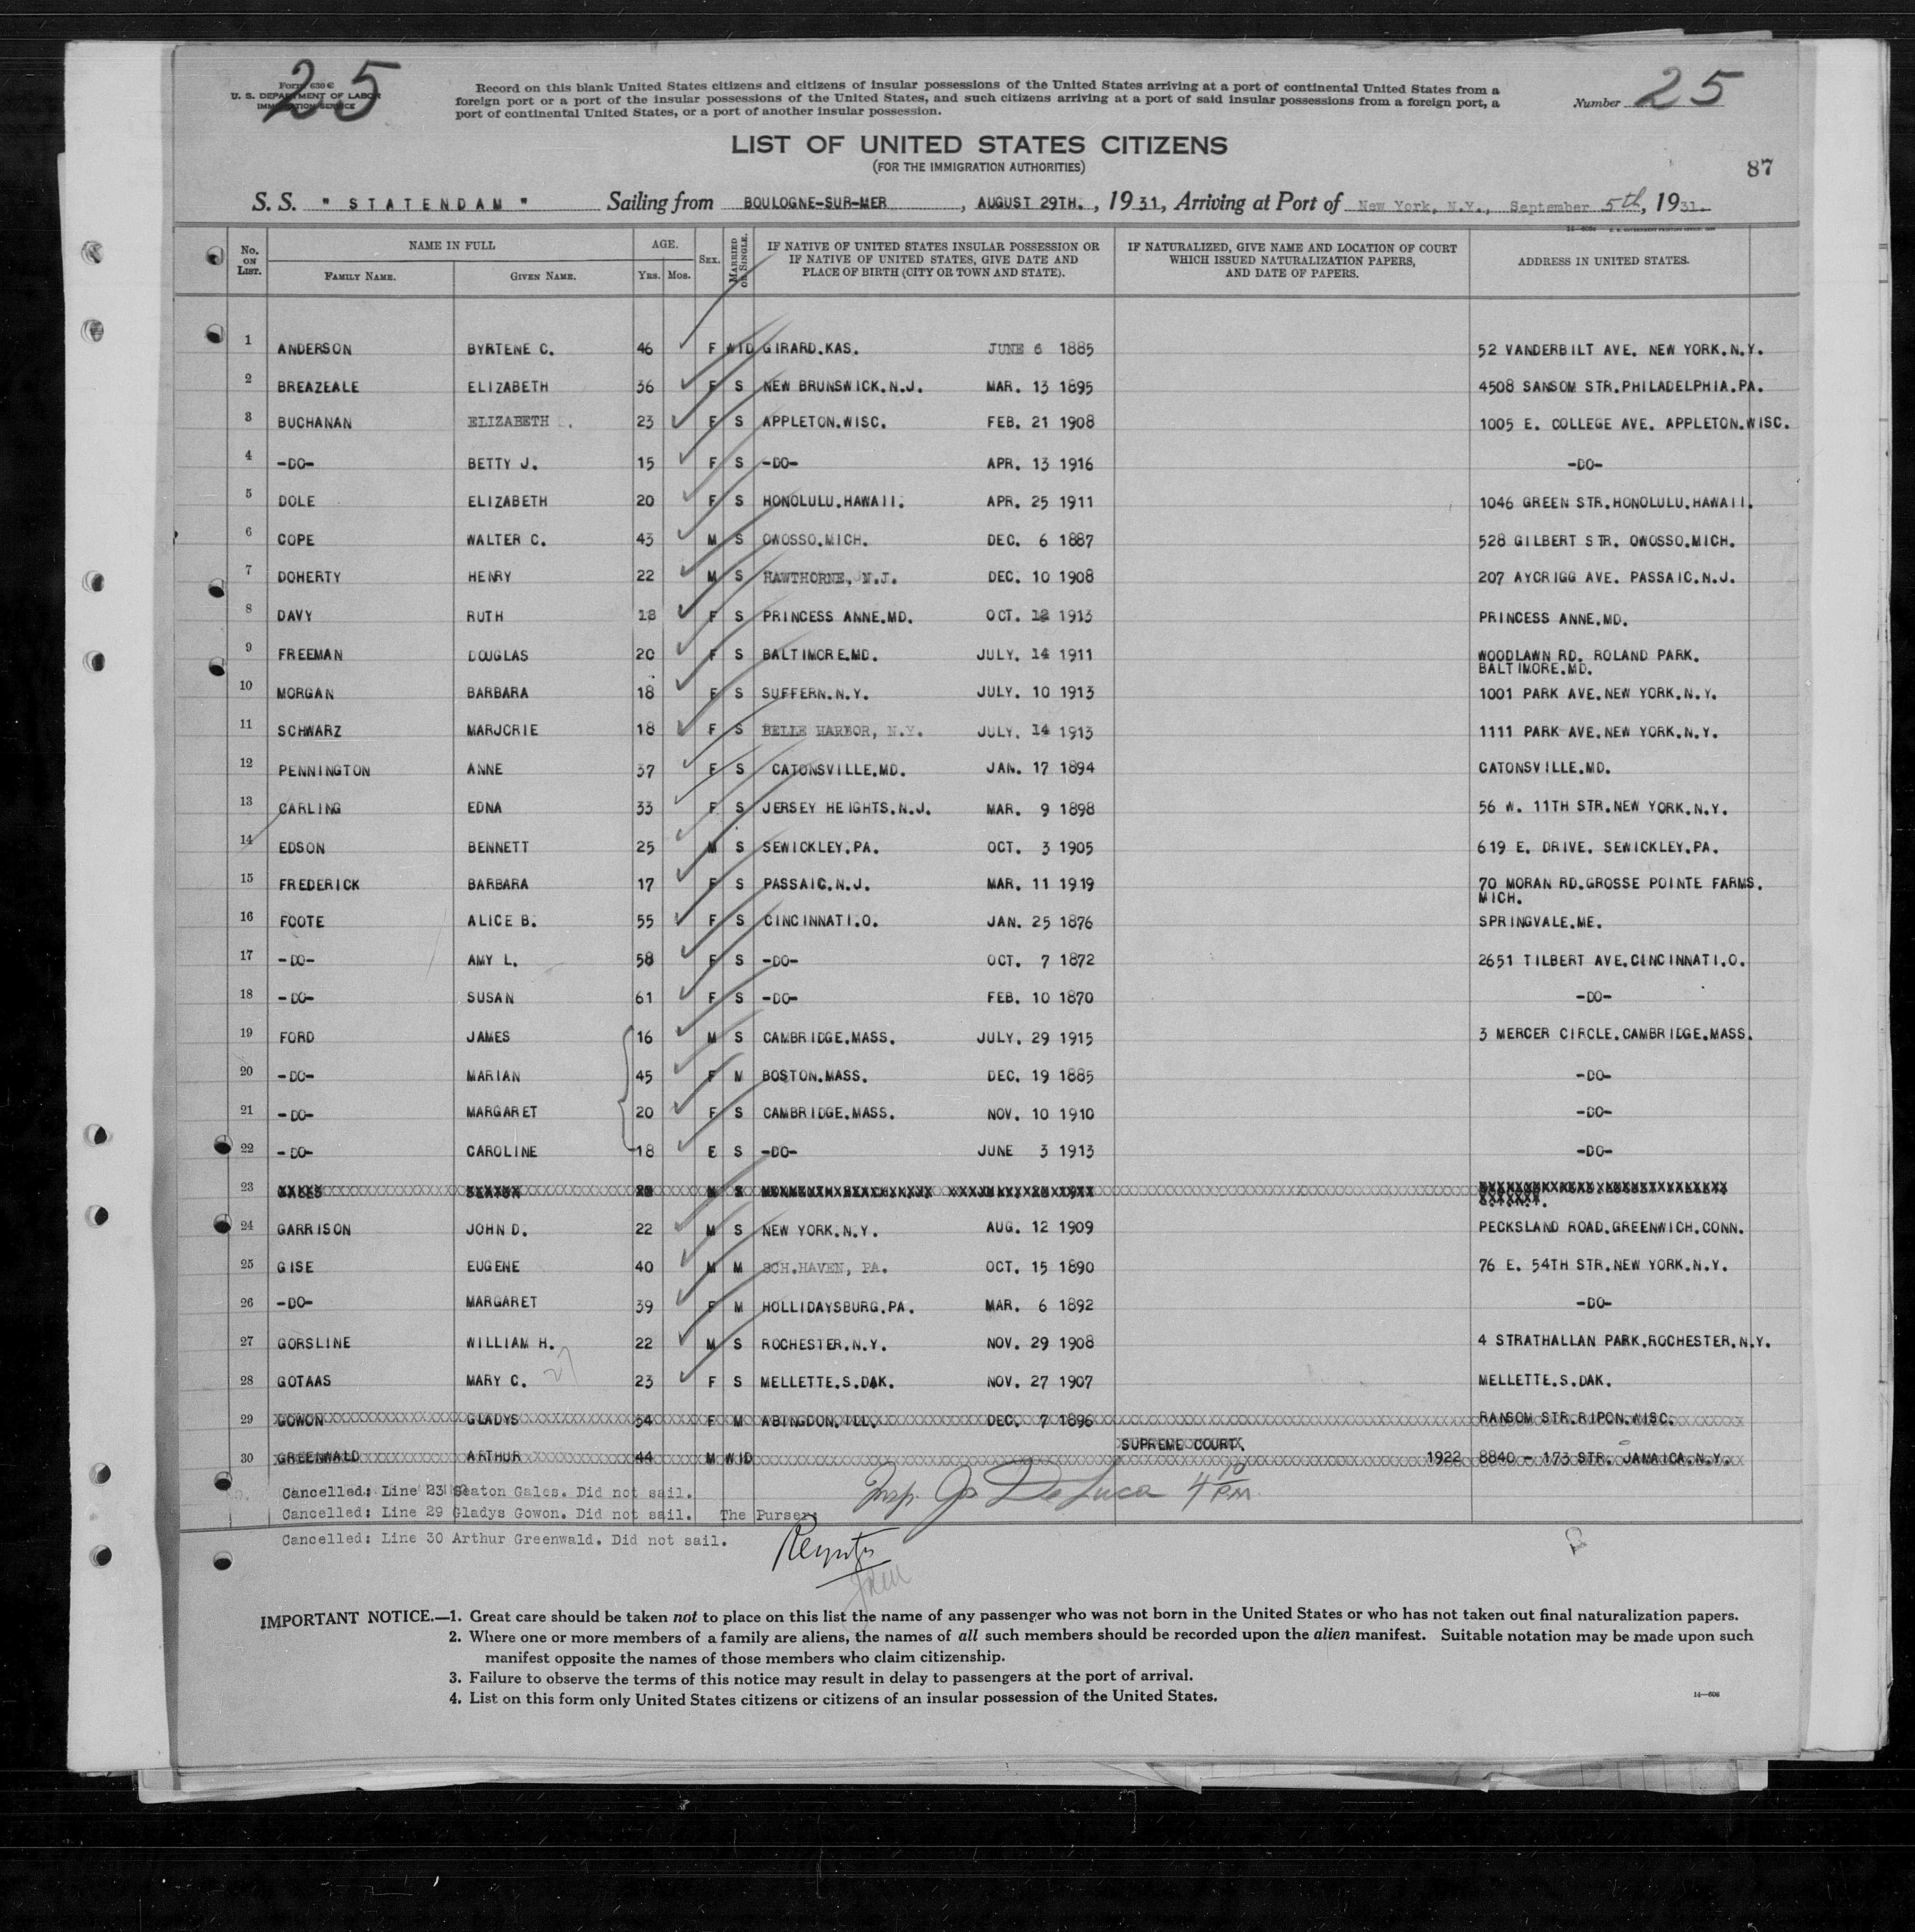 25
Form 630 C
U. S. DEPARTMENT OF LABOR
IMMIGRATION SERVICE
Record on this blank United States citizens and citizens of insular possessions of the United States arriving at a port of continental United States from a
foreign port or a port of the insular possessions of the United States, and such citizens arriving at a port of said insular possessions from a foreign port, a
port of continental United States, or a port of another insular possession.
Number 25
LIST OF UNITED STATES CITIZENS
(FOR THE IMMIGRATION AUTHORITIES)
87
S. S. " STATENDAM " Sailing from BOULOGNE-SUR-MER , AUGUST 29TH. , 1931, Arriving at Port of New York, N.Y., September 5th, 1931.
No. ON LIST. NAME IN FULL FAMILY NAME. GIVEN NAME. AGE. YRS. MOS. SEX. MARRIED OR SINGLE. IF NATIVE OF UNITED STATES INSULAR POSSESSION OR IF NATIVE OF UNITED STATES, GIVE DATE AND PLACE OF BIRTH (CITY OR TOWN AND STATE). IF NATURALIZED, GIVE NAME AND LOCATION OF COURT WHICH ISSUED NATURALIZATION PAPERS, AND DATE OF PAPERS. ADDRESS IN UNITED STATES.
1 ANDERSON BYRTENE C. 46 F WID GIRARD.KAS. JUNE 6 1885 52 VANDERBILT AVE. NEW YORK.N.Y.
2 BREAZEALE ELIZABETH 36 F S NEW BRUNSWICK.N.J. MAR. 13 1895 4508 SANSOM STR.PHILADELPHIA.PA.
3 BUCHANAN ELIZABETH 23 F S APPLETON.WISC. FEB. 21 1908 1005 E. COLLEGE AVE. APPLETON.WISC.
4 -DO- BETTY J. 15 F S -DO- APR. 13 1916 -DO-
5 DOLE ELIZABETH 20 F S HONOLULU.HAWAII. APR. 25 1911 1046 GREEN STR.HONOLULU.HAWAII.
6 COPE WALTER C. 43 M S OWOSSO.MICH. DEC. 6 1887 528 GILBERT STR. OWOSSO.MICH.
7 DOHERTY HENRY 22 M S HAWTHORNE, N.J. DEC. 10 1908 207 AYCRIGG AVE. PASSAIC.N.J.
8 DAVY RUTH 18 F S PRINCESS ANNE.MD. OCT. 12 1913 PRINCESS ANNE.MD.
9 FREEMAN DOUGLAS 20 F S BALTIMORE.MD. JULY. 14 1911 WOODLAWN RD. ROLAND PARK.
BALTIMORE.MD.
10 MORGAN BARBARA 18 F S SUFFERN.N.Y. JULY. 10 1913 1001 PARK AVE.NEW YORK.N.Y.
11 SCHWARZ MARJORIE 18 F S BELLE HARBOR, N.Y. JULY. 14 1913 1111 PARK AVE.NEW YORK.N.Y.
12 PENNINGTON ANNE 37 F S CATONSVILLE.MD. JAN. 17 1894 CATONSVILLE.MD.
13 CARLING EDNA 33 F S JERSEY HEIGHTS.N.J. MAR. 9 1898 56 W. 11TH STR.NEW YORK.N.Y.
14 EDSON BENNETT 25 M S SEWICKLEY.PA. OCT. 3 1905 619 E. DRIVE. SEWICKLEY.PA.
15 FREDERICK BARBARA 17 F S PASSAIC.N.J. MAR. 11 1919 70 MORAN RD.GROSSE POINTE FARMS.
MICH.
16 FOOTE ALICE B. 55 F S CINCINNATI.O. JAN. 25 1876 SPRINGVALE.ME.
17 -DO- AMY L. 58 F S -DO- OCT. 7 1872 2651 TILBERT AVE.CINCINNATI.O.
18 -DO- SUSAN 61 F S -DO- FEB. 10 1870 -DO-
19 FORD JAMES 16 M S CAMBRIDGE.MASS. JULY. 29 1915 3 MERCER CIRCLE.CAMBRIDGE.MASS.
20 -DO- MARIAN 45 F M BOSTON.MASS. DEC. 19 1885 -DO-
21 -DO- MARGARET 20 F S CAMBRIDGE.MASS. NOV. 10 1910 -DO-
22 -DO- CAROLINE 18 F S -DO- JUNE 3 1913 -DO-
23
24 GARRISON JOHN D. 22 M S NEW YORK.N.Y. AUG. 12 1909 PECKSLAND ROAD.GREENWICH.CONN.
25 GISE EUGENE 40 M M SCH.HAVEN, PA. OCT. 15 1890 76 E. 54TH STR.NEW YORK.N.Y.
26 -DO- MARGARET 39 F M HOLLIDAYSBURG.PA. MAR. 6 1892 -DO-
27 GORSLINE WILLIAM H. 22 M S ROCHESTER.N.Y. NOV. 29 1908 4 STRATHALLAN PARK.ROCHESTER.N.Y.
28 GOTAAS MARY C. 23 F S MELLETTE.S.DAK. NOV. 27 1907 MELLETTE.S.DAK.
29 GOWON GLADYS 54 F M ABINGDON.ILL. DEC. 7 1896 RANSOM STR.RIPON.WISC.
30 GREENWALD ARTHUR 44 M WID SUPREME COURT. 1922 8840 - 173 STR. JAMAICA.N.Y.
Cancelled: Line 23 Seaton Gales. Did not sail. Insp. De Luca 4 10 PM
Cancelled: Line 29 Gladys Gowon. Did not sail. The Purser:
Cancelled: Line 30 Arthur Greenwald. Did not sail.
IMPORTANT NOTICE.—1. Great care should be taken not to place on this list the name of any passenger who was not born in the United States or who has not taken out final naturalization papers.
2. Where one or more members of a family are aliens, the names of all such members should be recorded upon the alien manifest. Suitable notation may be made upon such
manifest opposite the names of those members who claim citizenship.
3. Failure to observe the terms of this notice may result in delay to passengers at the port of arrival.
4. List on this form only United States citizens or citizens of an insular possession of the United States.
14—608